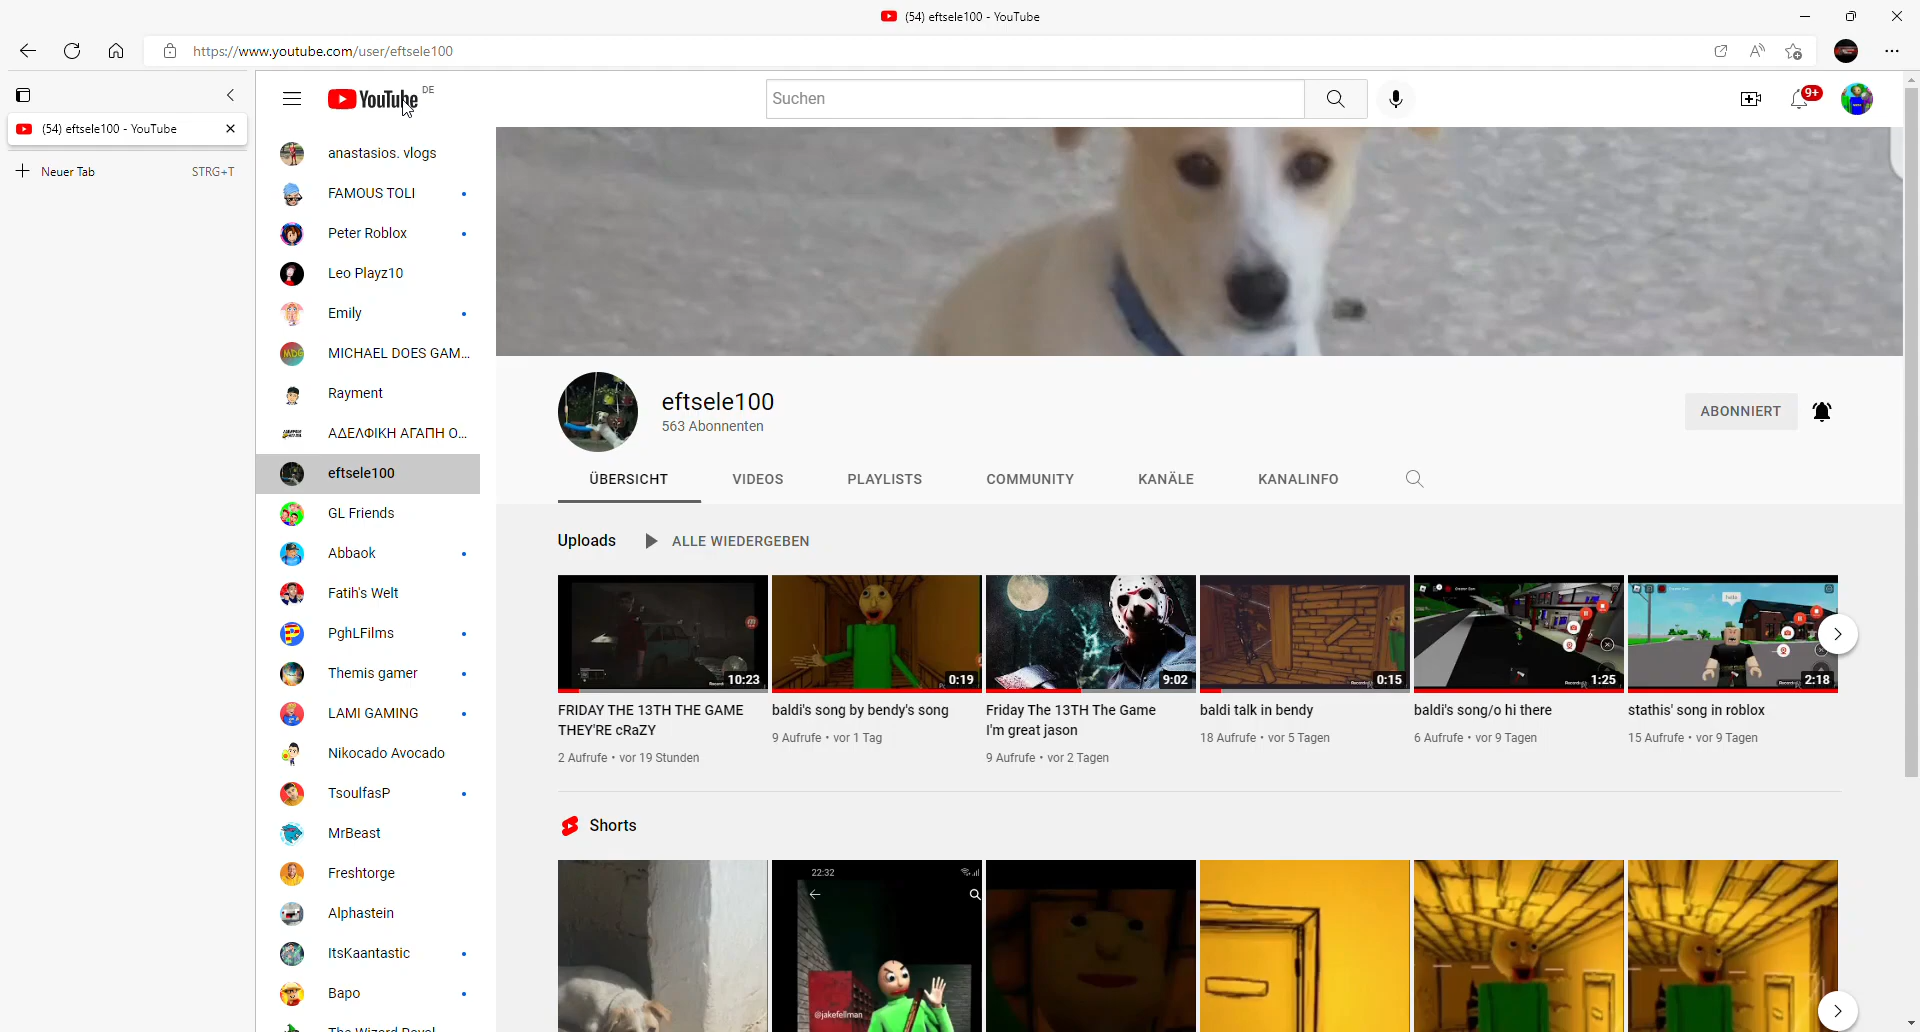 (54) eftsele100 - YouTube
https://www.youtube.com/user/eftsele100
(54) eftsele100 - YouTube
Neuer Tab STRG+T
YouTube DE
Suchen
9+
anastasios. vlogs
FAMOUS TOLI
Peter Roblox
Leo Playz10
Emily
MICHAEL DOES GAM...
Rayment
ΑΔΕΛΦΙΚΗ ΑΓΑΠΗ Ο...
eftsele100
GL Friends
Abbaok
Fatih's Welt
PghLFilms
Themis gamer
LAMI GAMING
Nikocado Avocado
TsoulfasP
MrBeast
Freshtorge
Alphastein
ItsKaantastic
Bapo
eftsele100
563 Abonnenten
ABONNIERT
ÜBERSICHT VIDEOS PLAYLISTS COMMUNITY KANÄLE KANALINFO
Uploads ALLE WIEDERGEBEN
10:23 0:19 9:02 0:15 1:25 2:18
FRIDAY THE 13TH THE GAME THEY'RE cRaZY
2 Aufrufe • vor 19 Stunden
baldi's song by bendy's song
9 Aufrufe • vor 1 Tag
Friday The 13TH The Game I'm great jason
9 Aufrufe • vor 2 Tagen
baldi talk in bendy
18 Aufrufe • vor 5 Tagen
baldi's song/o hi there
6 Aufrufe • vor 9 Tagen
stathis' song in roblox
15 Aufrufe • vor 9 Tagen
Shorts
22:32
@jakefellman